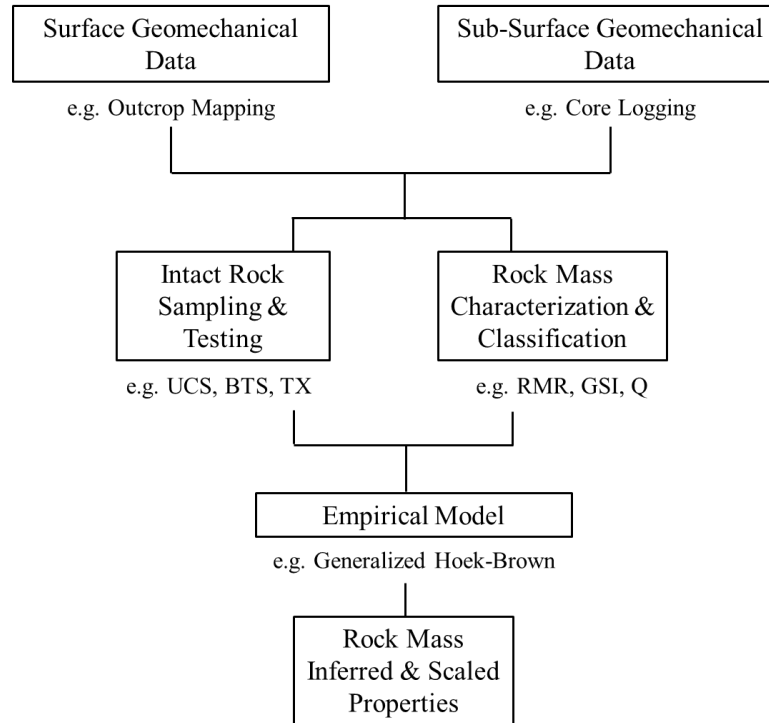 Surface Geomechanical
Data
Sub-Surface Geomechanical
Data
e.g. Outcrop Mapping
e.g. Core Logging
Intact Rock
Sampling &
Testing
Rock Mass
Characterization &
Classification
e.g. UCS, BTS, TX
e.g. RMR, GSI, Q
Empirical Model
e.g. Generalized Hoek-Brown
Rock Mass
Inferred & Scaled
Properties